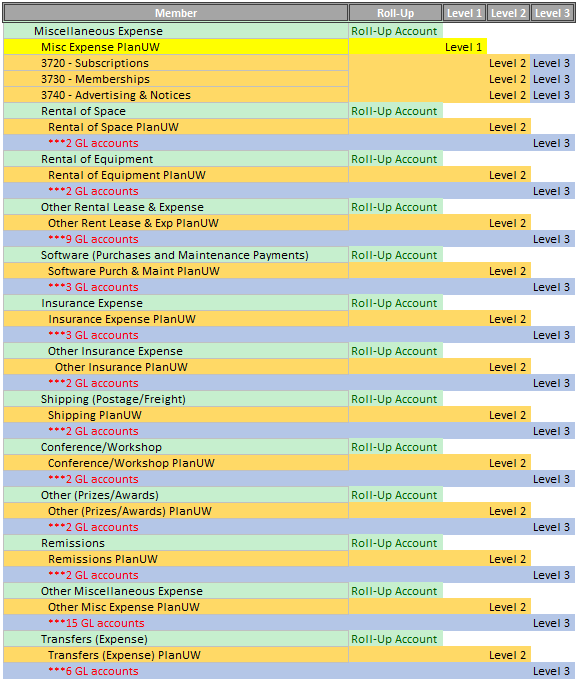 Member Roll-Up Level 1 Level 2 Level 3
Miscellaneous Expense Roll-Up Account
Misc Expense PlanUW Level 1
3720 - Subscriptions Level 2 Level 3
3730 - Memberships Level 2 Level 3
3740 - Advertising & Notices Level 2 Level 3
Rental of Space Roll-Up Account
Rental of Space PlanUW Level 2
***2 GL accounts Level 3
Rental of Equipment Roll-Up Account
Rental of Equipment PlanUW Level 2
***2 GL accounts Level 3
Other Rental Lease & Expense Roll-Up Account
Other Rent Lease & Exp PlanUW Level 2
***9 GL accounts Level 3
Software (Purchases and Maintenance Payments) Roll-Up Account
Software Purch & Maint PlanUW Level 2
***3 GL accounts Level 3
Insurance Expense Roll-Up Account
Insurance Expense PlanUW Level 2
***3 GL accounts Level 3
Other Insurance Expense Roll-Up Account
Other Insurance PlanUW Level 2
***2 GL accounts Level 3
Shipping (Postage/Freight) Roll-Up Account
Shipping PlanUW Level 2
***2 GL accounts Level 3
Conference/Workshop Roll-Up Account
Conference/Workshop PlanUW Level 2
***2 GL accounts Level 3
Other (Prizes/Awards) Roll-Up Account
Other (Prizes/Awards) PlanUW Level 2
***2 GL accounts Level 3
Remissions Roll-Up Account
Remissions PlanUW Level 2
***2 GL accounts Level 3
Other Miscellaneous Expense Roll-Up Account
Other Misc Expense PlanUW Level 2
***15 GL accounts Level 3
Transfers (Expense) Roll-Up Account
Transfers (Expense) PlanUW Level 2
***6 GL accounts Level 3